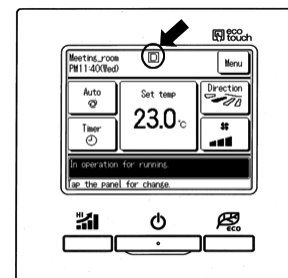 eco
touch
Meeting_room
PM11:40(Wed)
Menu
Auto
Set temp
Direction
23.0 °c
Timer
In operation for running.
Tap the panel for change.
HI
ECO